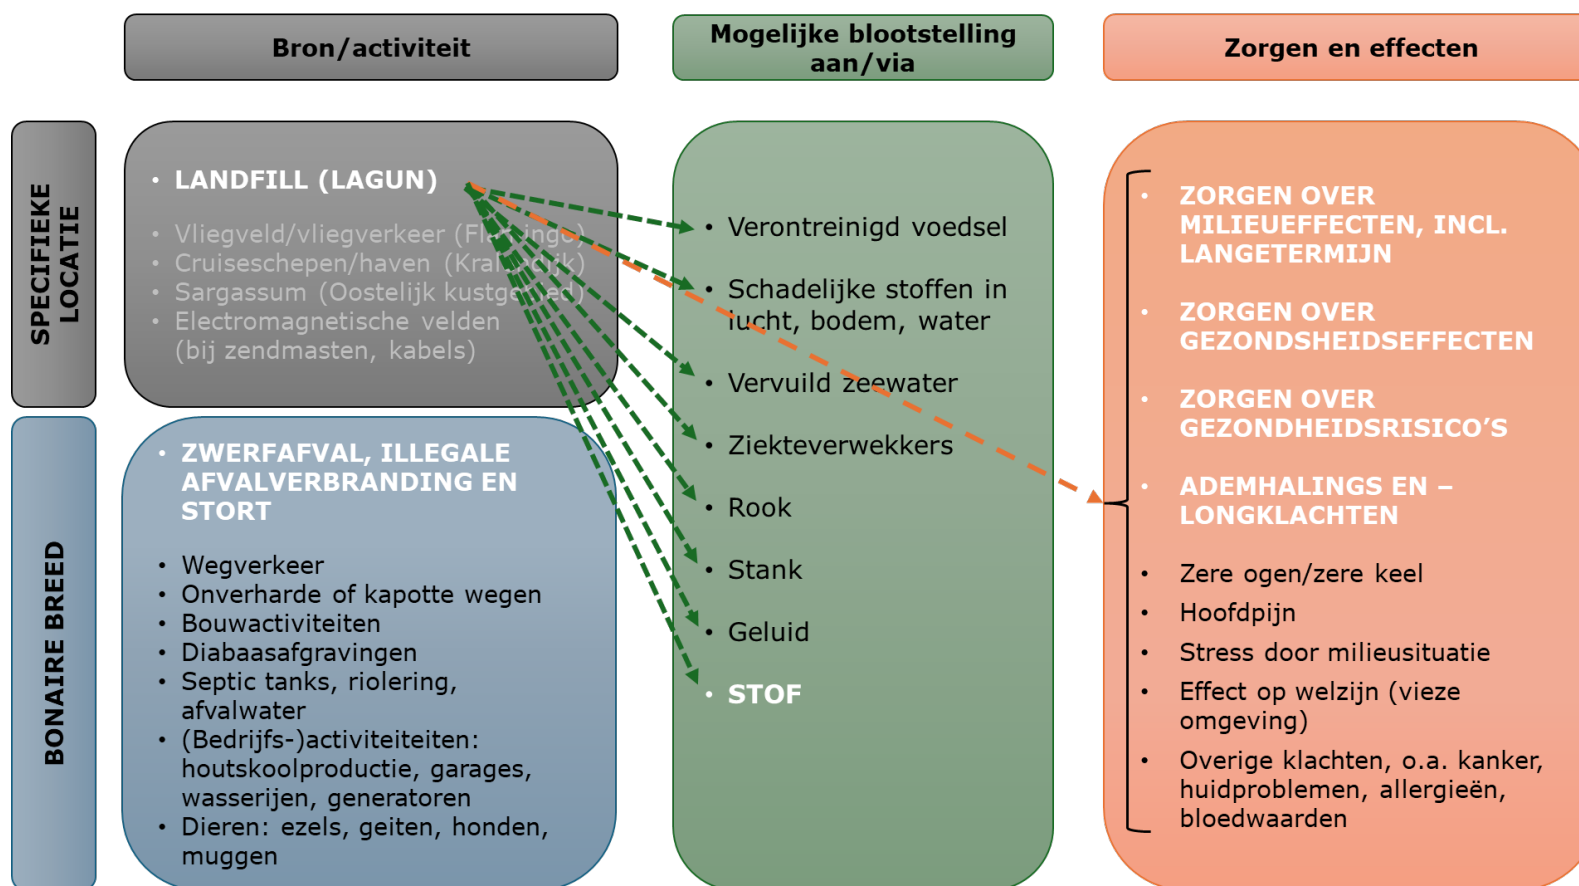 Bron/activiteit
Mogelijke blootstelling
aan/via
Zorgen en effecten
SPECIFIEKE
LOCATIE
• LANDFILL (LAGUN)
• Vliegveld/vliegverkeer (Flamingo)
• Cruiseschepen/haven (Kralendijk)
• Sargassum (Oostelijk kustgebied)
• Electromagnetische velden
(bij zendmasten, kabels)
BONAIRE BREED
• ZWERFAFVAL, ILLEGALE
AFVALVERBRANDING EN
STORT
• Wegverkeer
• Onverharde of kapotte wegen
• Bouwactiviteiten
• Diabaasafgravingen
• Septic tanks, riolering,
afvalwater
• (Bedrijfs-)activiteiteiten:
houtskoolproductie, garages,
wasserijen, generatoren
• Dieren: ezels, geiten, honden,
muggen
• Verontreinigd voedsel
• Schadelijke stoffen in
lucht, bodem, water
• Vervuild zeewater
• Ziekteverwekkers
• Rook
• Stank
• Geluid
• STOF
• ZORGEN OVER
MILIEUEFFECTEN, INCL.
LANGETERMIJN
• ZORGEN OVER
GEZONDSHEIDSEFFECTEN
• ZORGEN OVER
GEZONDHEIDSRISICO’S
• ADEMHALINGS EN –
LONGKLACHTEN
• Zere ogen/zere keel
• Hoofdpijn
• Stress door milieusituatie
• Effect op welzijn (vieze
omgeving)
• Overige klachten, o.a. kanker,
huidproblemen, allergieën,
bloedwaarden